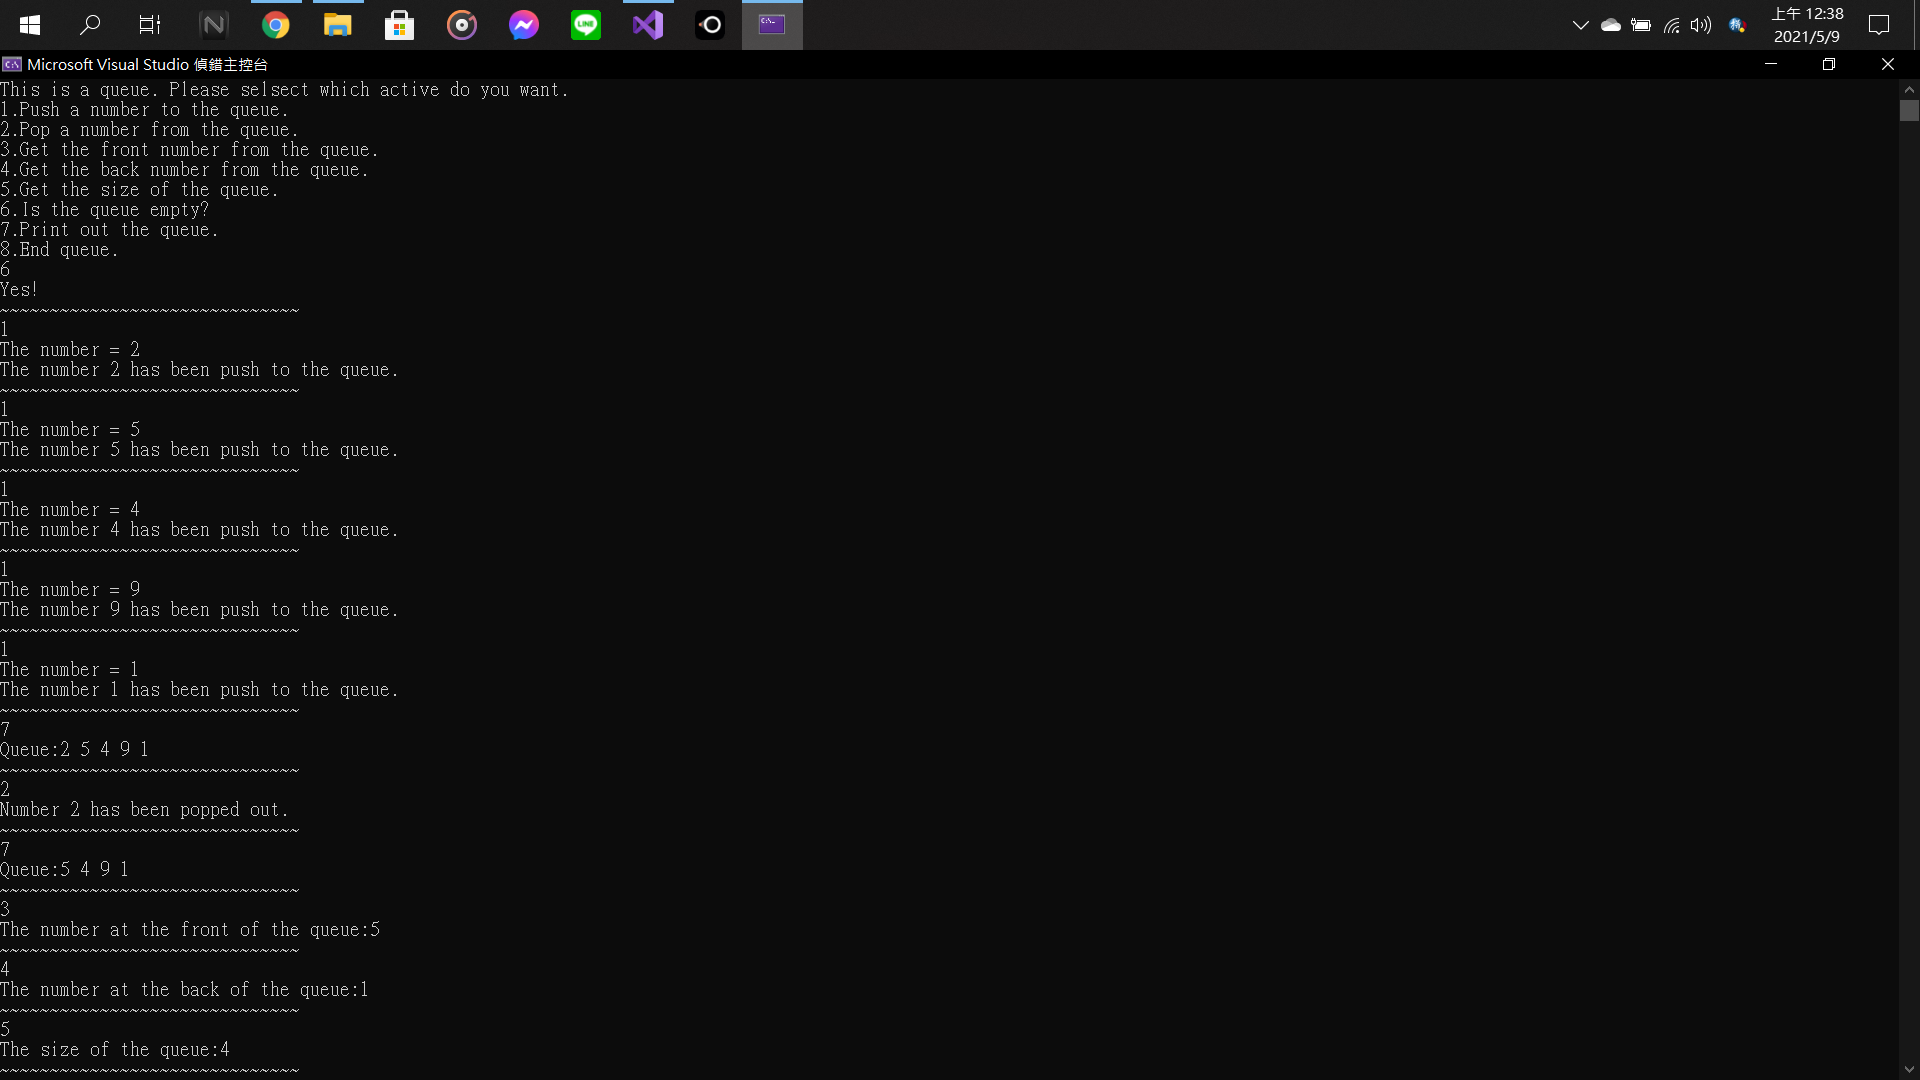 上午 12:38
2021/5/9
Microsoft Visual Studio 偵錯主控台
This is a queue. Please selsect which active do you want.
1.Push a number to the queue.
2.Pop a number from the queue.
3.Get the front number from the queue.
4.Get the back number from the queue.
5.Get the size of the queue.
6.Is the queue empty?
7.Print out the queue.
8.End queue.
6
Yes!
~~~~~~~~~~~~~~~~~~~~~~~~~~~~~~
1
The number = 2
The number 2 has been push to the queue.
~~~~~~~~~~~~~~~~~~~~~~~~~~~~~~
1
The number = 5
The number 5 has been push to the queue.
~~~~~~~~~~~~~~~~~~~~~~~~~~~~~~
1
The number = 4
The number 4 has been push to the queue.
~~~~~~~~~~~~~~~~~~~~~~~~~~~~~~
1
The number = 9
The number 9 has been push to the queue.
~~~~~~~~~~~~~~~~~~~~~~~~~~~~~~
1
The number = 1
The number 1 has been push to the queue.
~~~~~~~~~~~~~~~~~~~~~~~~~~~~~~
7
Queue:2 5 4 9 1
~~~~~~~~~~~~~~~~~~~~~~~~~~~~~~
2
Number 2 has been popped out.
~~~~~~~~~~~~~~~~~~~~~~~~~~~~~~
7
Queue:5 4 9 1
~~~~~~~~~~~~~~~~~~~~~~~~~~~~~~
3
The number at the front of the queue:5
~~~~~~~~~~~~~~~~~~~~~~~~~~~~~~
4
The number at the back of the queue:1
~~~~~~~~~~~~~~~~~~~~~~~~~~~~~~
5
The size of the queue:4
~~~~~~~~~~~~~~~~~~~~~~~~~~~~~~